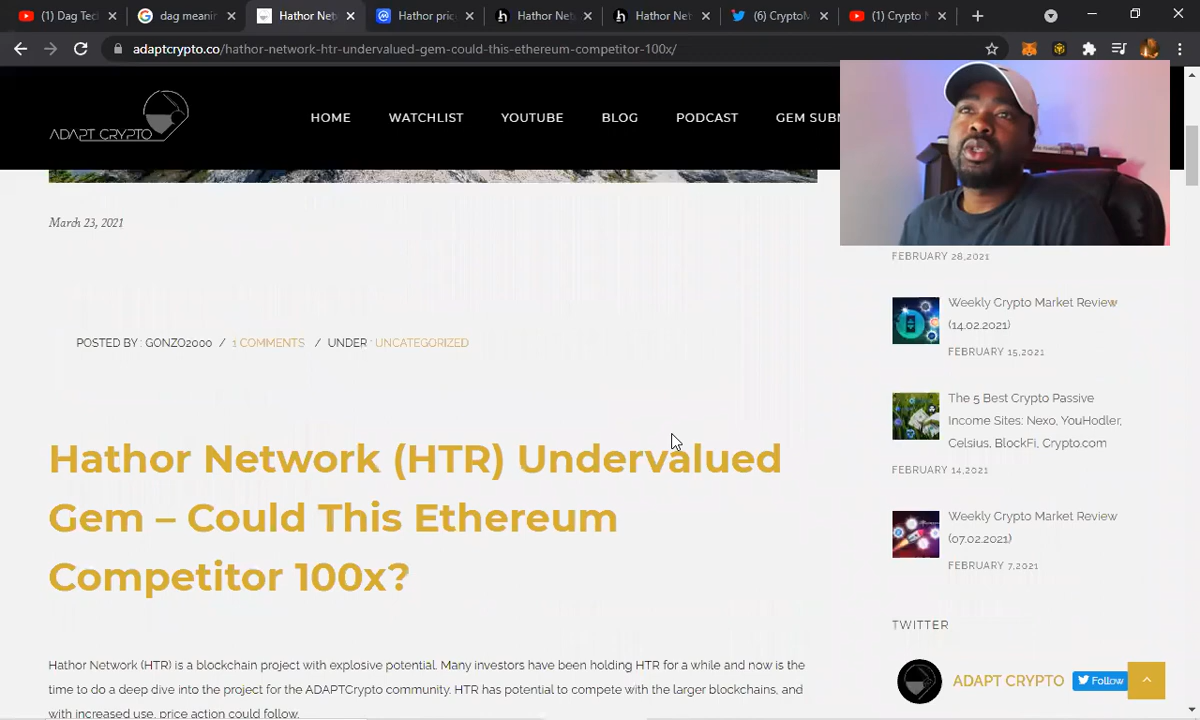 (1) Dag Tec
dag meani
Hathor Net
Hathor pric
Hathor Net
Hathor Net
(6) CryptoM
(1) Crypto
adaptcrypto.co/hathor-network-htr-undervalued-gem-could-this-ethereum-competitor-100x/
ADAPT CRYPTO
HOME
WATCHLIST
YOUTUBE
BLOG
PODCAST
GEM SUBM
March 23, 2021
FEBRUARY 28,2021
Weekly Crypto Market Review
(14.02.2021)
FEBRUARY 15,2021
POSTED BY : GONZO2000 / 1 COMMENTS / UNDER : UNCATEGORIZED
The 5 Best Crypto Passive
Income Sites: Nexo, YouHodler,
Celsius, BlockFi, Crypto.com
FEBRUARY 14,2021
Hathor Network (HTR) Undervalued
Gem – Could This Ethereum
Competitor 100x?
Weekly Crypto Market Review
(07.02.2021)
FEBRUARY 7,2021
TWITTER
Hathor Network (HTR) is a blockchain project with explosive potential. Many investors have been holding HTR for a while and now is the
time to do a deep dive into the project for the ADAPTCrypto community. HTR has potential to compete with the larger blockchains, and
with increased use, price action could follow.
ADAPT CRYPTO
Follow